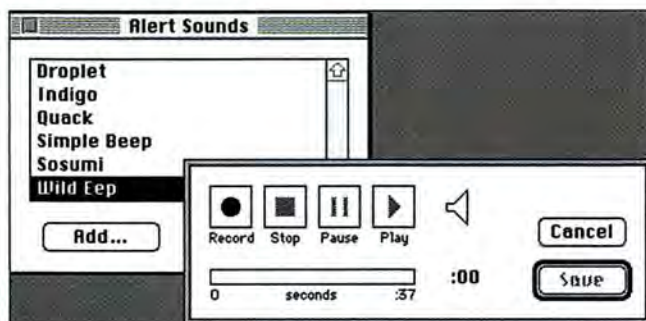 Alert Sounds
Droplet
Indigo
Quack
Simple Beep
Sosumi
Wild Eep
Add...
Record Stop Pause Play
0 seconds :37
:00
Cancel
Save